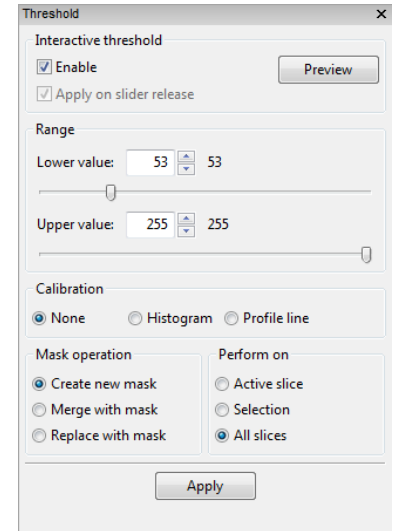 Threshold
Interactive threshold
Enable
Preview
Apply on slider release
Range
Lower value: 53 53
Upper value: 255 255
Calibration
None Histogram Profile line
Mask operation Perform on
Create new mask Active slice
Merge with mask Selection
Replace with mask All slices
Apply